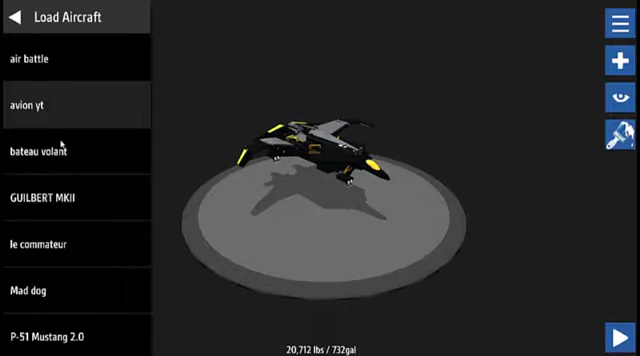 Load Aircraft
air battle
avion yt
bateau volant
GUILBERT MKII
le commateur
Mad dog
P-51 Mustang 2.0
20,712 lbs / 732gal